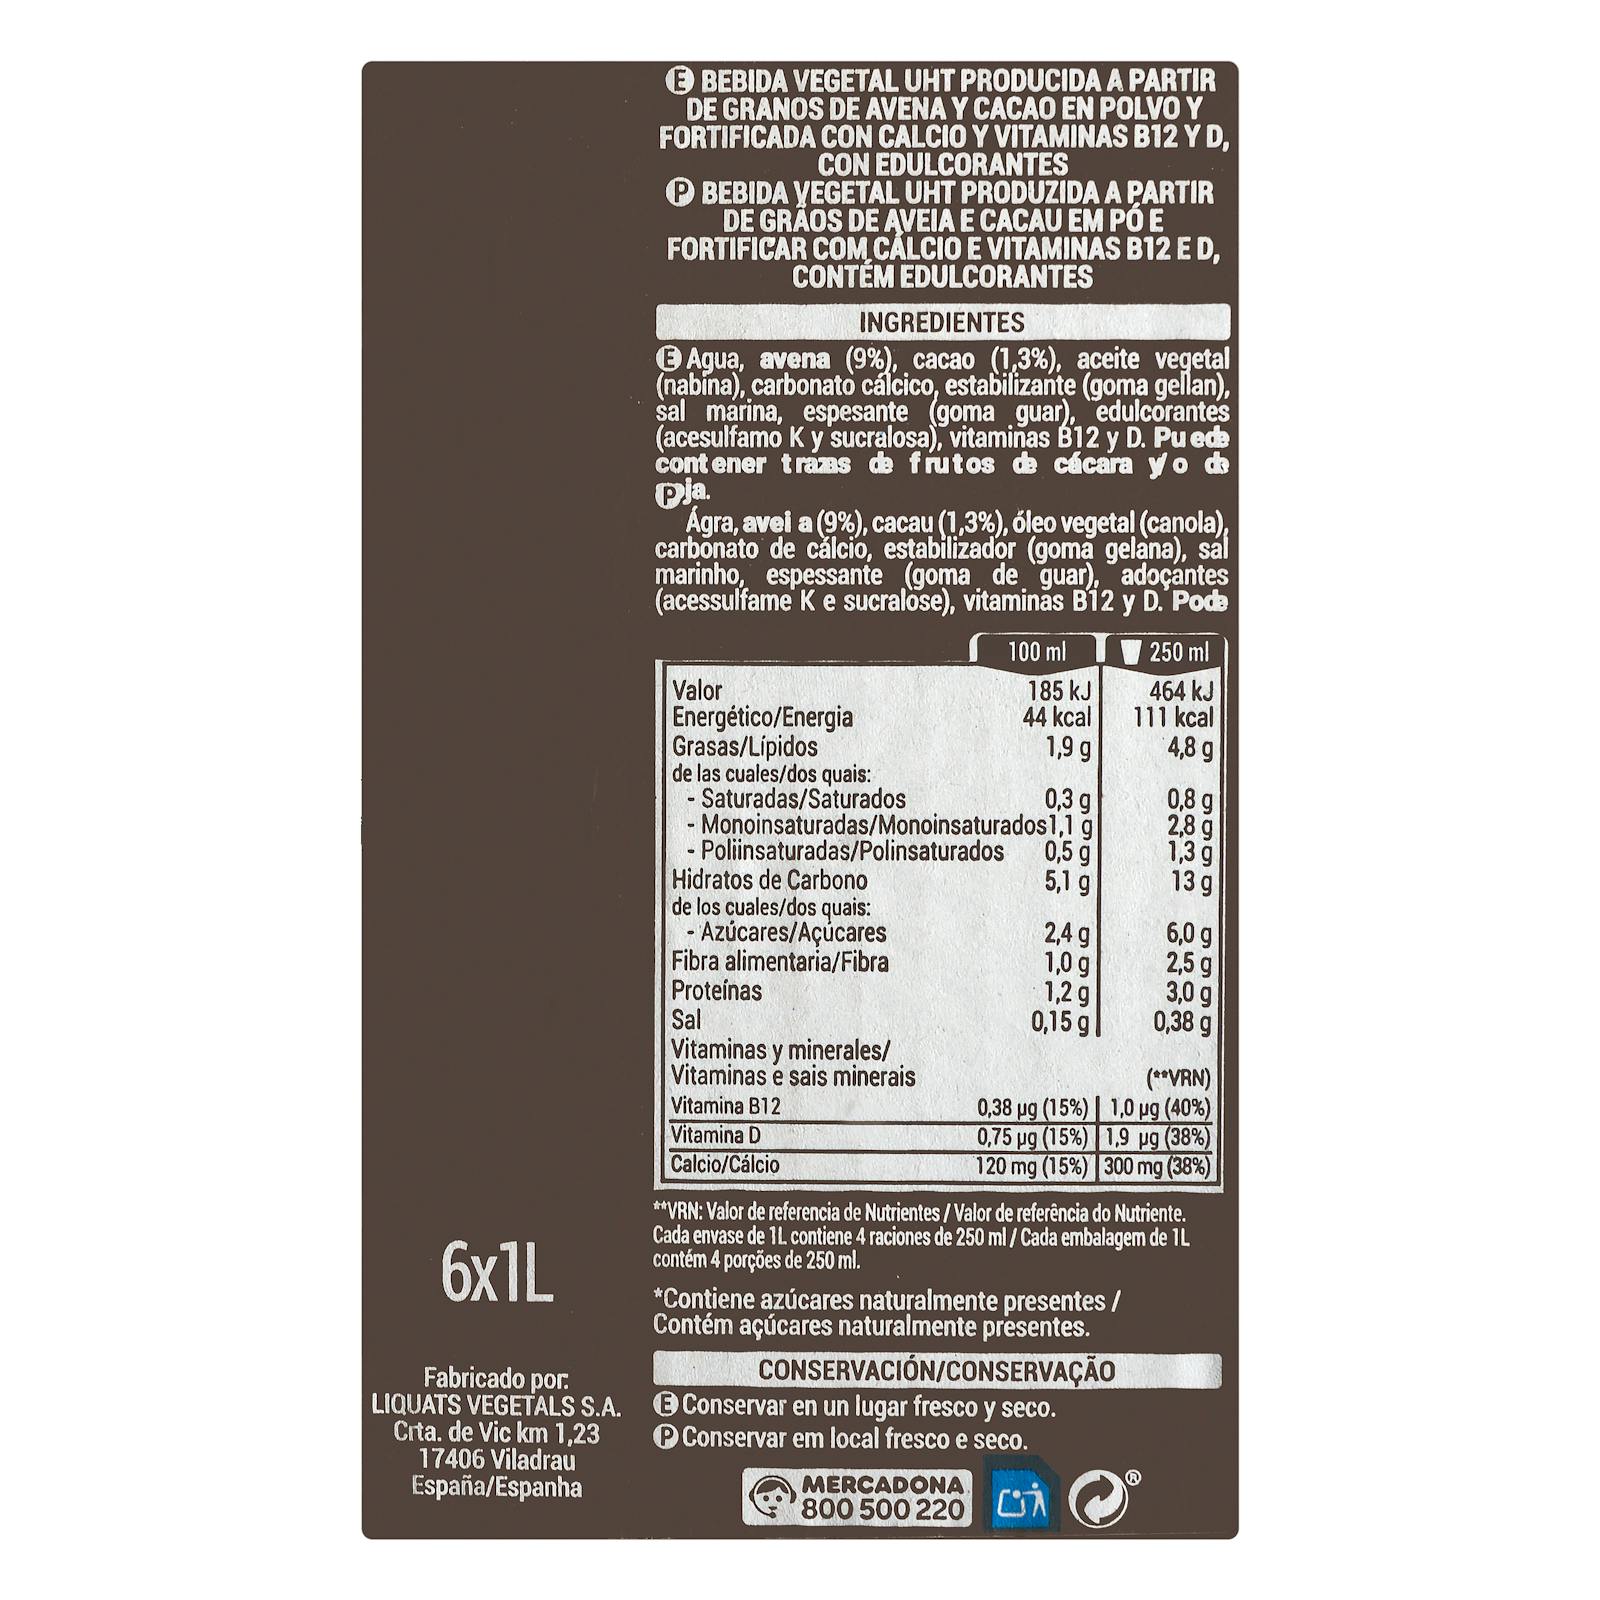 Ⓔ BEBIDA VEGETAL UHT PRODUCIDA A PARTIR
DE GRANOS DE AVENA Y CACAO EN POLVO Y
FORTIFICADA CON CALCIO Y VITAMINAS B12 Y D,
CON EDULCORANTES
Ⓟ BEBIDA VEGETAL UHT PRODUZIDA A PARTIR
DE GRÃOS DE AVEIA E CACAU EM PÓ E
FORTIFICAR COM CÁLCIO E VITAMINAS B12 E D,
CONTÉM EDULCORANTES
INGREDIENTES
Ⓔ Agua, avena (9%), cacao (1,3%), aceite vegetal
(nabina), carbonato cálcico, estabilizante (goma gellan),
sal marina, espesante (goma guar), edulcorantes
(acesulfamo K y sucralosa), vitaminas B12 y D. Puede
contener trazas de frutos de cácara y/o de
Ⓟ ja.
Ágra, aveia (9%), cacau (1,3%), óleo vegetal (canola),
carbonato de cálcio, estabilizador (goma gelana), sal
marinho, espessante (goma de guar), adoçantes
(acessulfame K e sucralose), vitaminas B12 y D. Pode
100 ml 250 ml
Valor 185 kJ 464 kJ
Energético/Energia 44 kcal 111 kcal
Grasas/Lípidos 1,9 g 4,8 g
de las cuales/dos quais:
- Saturadas/Saturados 0,3 g 0,8 g
- Monoinsaturadas/Monoinsaturados 1,1 g 2,8 g
- Poliinsaturadas/Polinsaturados 0,5 g 1,3 g
Hidratos de Carbono 5,1 g 13 g
de los cuales/dos quais:
- Azúcares/Açúcares 2,4 g 6,0 g
Fibra alimentaria/Fibra 1,0 g 2,5 g
Proteínas 1,2 g 3,0 g
Sal 0,15 g 0,38 g
Vitaminas y minerales/
Vitaminas e sais minerais (**VRN)
Vitamina B12 0,38 µg (15%) 1,0 µg (40%)
Vitamina D 0,75 µg (15%) 1,9 µg (38%)
Calcio/Cálcio 120 mg (15%) 300 mg (38%)
**VRN: Valor de referencia de Nutrientes / Valor de referência do Nutriente.
Cada envase de 1L contiene 4 raciones de 250 ml / Cada embalagem de 1L
contém 4 porções de 250 ml.
*Contiene azúcares naturalmente presentes /
Contém açúcares naturalmente presentes.
CONSERVACIÓN/CONSERVAÇÃO
Ⓔ Conservar en un lugar fresco y seco.
Ⓟ Conservar em local fresco e seco.
MERCADONA
800 500 220
®
6x1L
Fabricado por:
LIQUATS VEGETALS S.A.
Crta. de Vic km 1,23
17406 Viladrau
España/Espanha